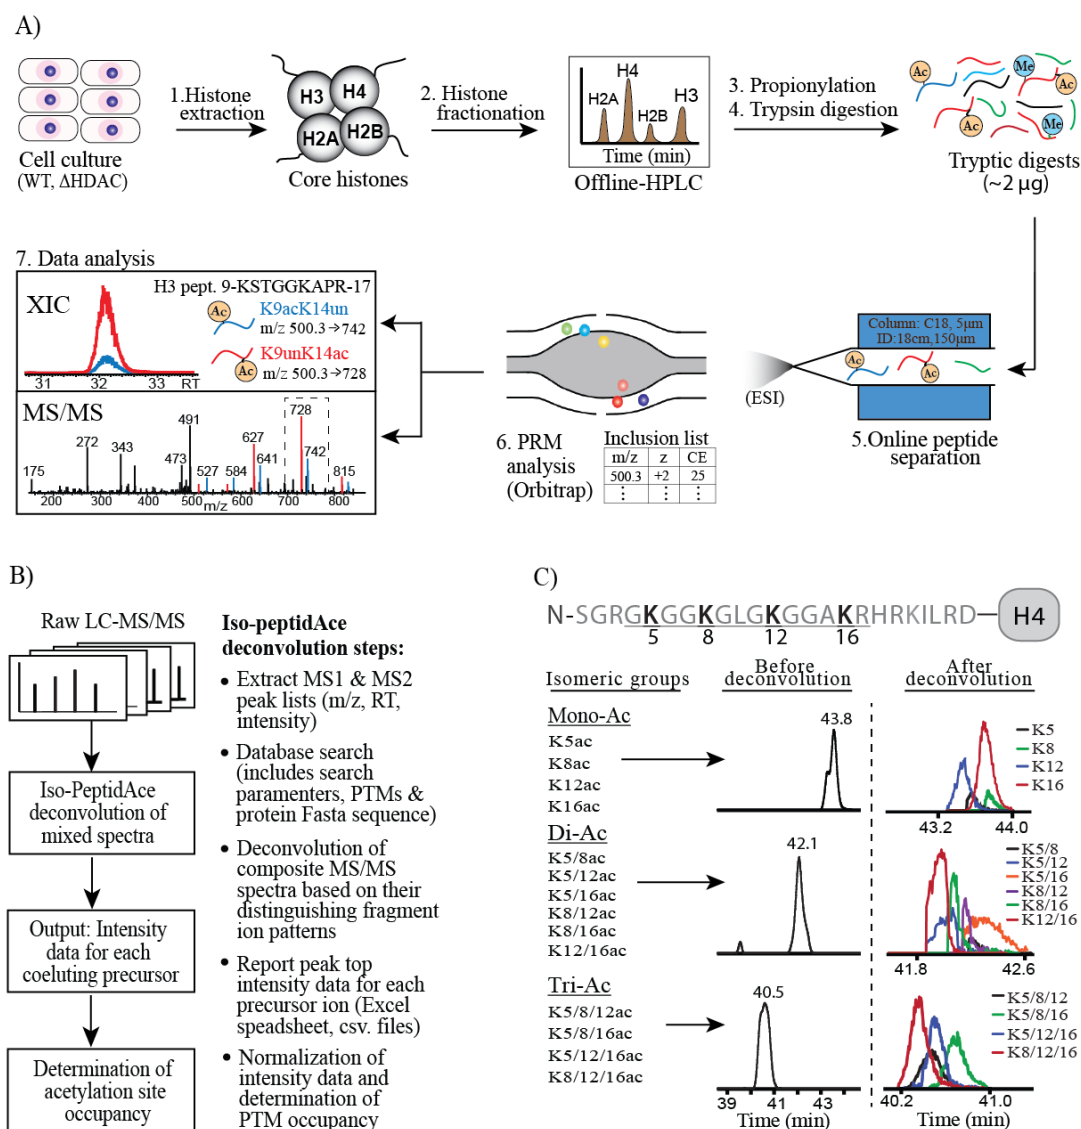 A)
1.Histone
extraction
H3
H4
H2A
H2B
Core histones
Cell culture
(WT, ΔHDAC)
2. Histone
fractionation
H2A
H4
H2B
H3
Time (min)
Offline-HPLC
3. Propionylation
4. Trypsin digestion
Ac
Me
Ac
Ac
Me
Tryptic digests
(~2 µg)
7. Data analysis
XIC
H3 pept. 9-KSTGGKAPR-17
Ac
K9acK14un
m/z 500.3→742
K9unK14ac
m/z 500.3→728
Ac
31 32 33 RT
MS/MS
175
272
343
473
491
527
584
627
641
728
742
815
200 300 400 500 600 700 800
m/z
6. PRM
analysis
(Orbitrap)
Inclusion list
m/z z CE
500.3 +2 25
⋮ ⋮ ⋮
(ESI)
Column: C18, 5µm
ID:18cm,150µm
Ac
Ac
5.Online peptide
separation
B)
Raw LC-MS/MS
Iso-PeptidAce
deconvolution of
mixed spectra
Output: Intensity
data for each
coeluting precursor
Determination of
acetylation site
occupancy
Iso-peptidAce
deconvolution steps:
• Extract MS1 & MS2
peak lists (m/z, RT,
intensity)
• Database search
(includes search
paramenters, PTMs &
protein Fasta sequence)
• Deconvolution of
composite MS/MS
spectra based on their
distinguishing fragment
ion patterns
• Report peak top
intensity data for each
precursor ion (Excel
speadsheet, csv. files)
• Normalization of
intensity data and
determination of
PTM occupancy
C)
N-SGRGKGGKGLGKGGAKRHRKILRD
H4
5 8 12 16
Isomeric groups
Before
deconvolution
After
deconvolution
Mono-Ac
K5ac
K8ac
K12ac
K16ac
43.8
K5
K8
K12
K16
43.2 44.0
Di-Ac
K5/8ac
K5/12ac
K5/16ac
K8/12ac
K8/16ac
K12/16ac
42.1
K5/8
K5/12
K5/16
K8/12
K8/16
K12/16
41.8 42.6
Tri-Ac
K5/8/12ac
K5/8/16ac
K5/12/16ac
K8/12/16ac
40.5
39 41 43
Time (min)
K5/8/12
K5/8/16
K5/12/16
K8/12/16
40.2 41.0
Time (min)